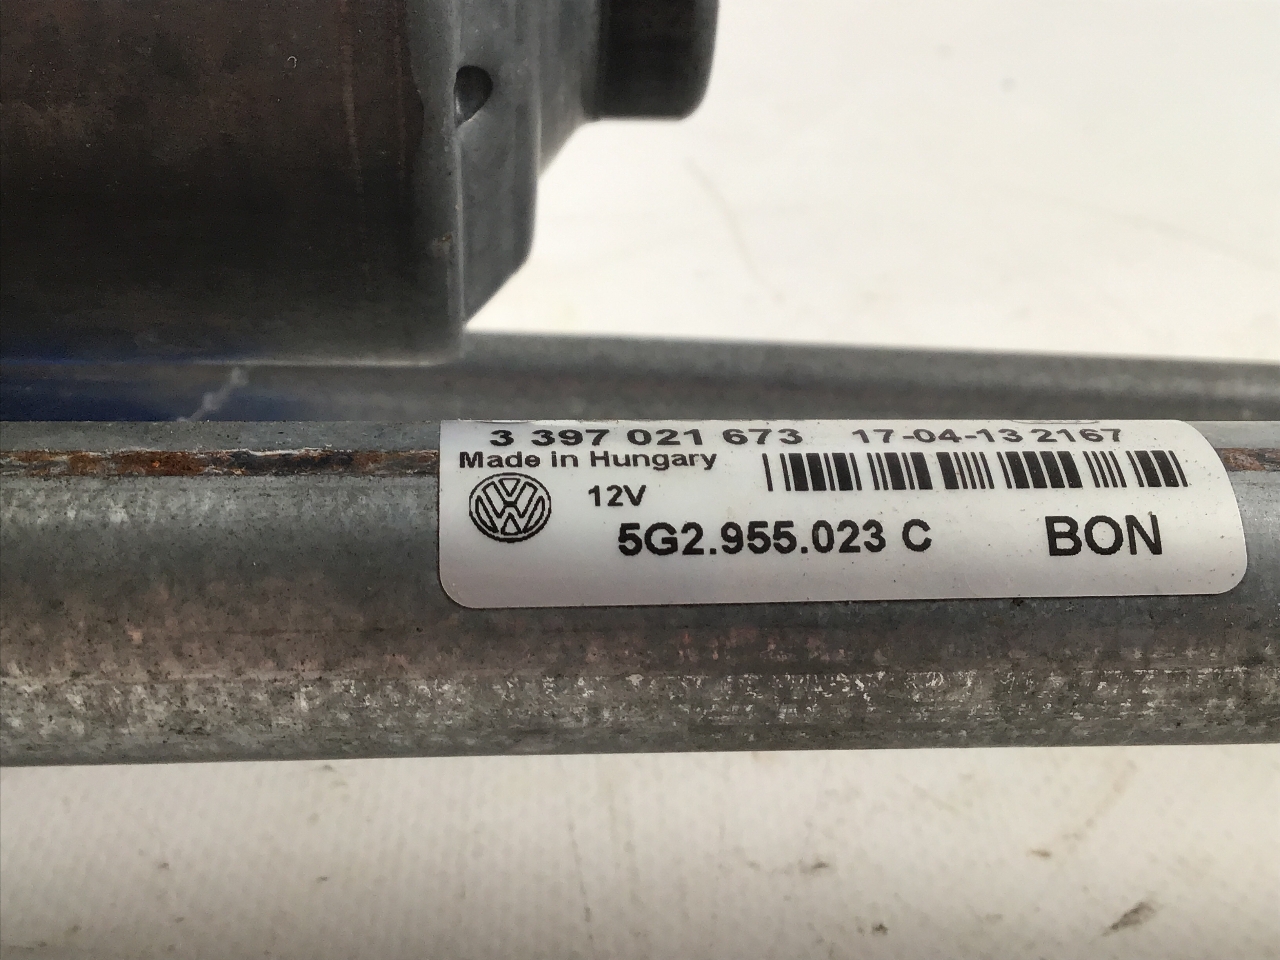 3 397 021 673 17-04-13 2167
Made in Hungary
12V
5G2.955.023 C BON